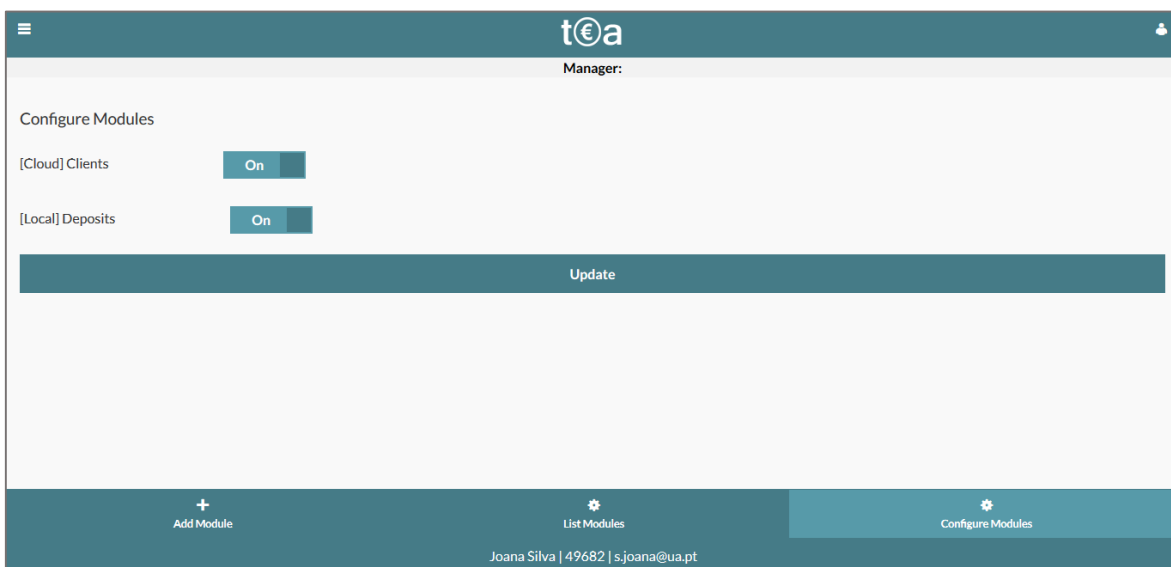 t€a
Manager:
Configure Modules
[Cloud] Clients On
[Local] Deposits On
Update
Add Module List Modules Configure Modules
Joana Silva | 49682 | s.joana@ua.pt